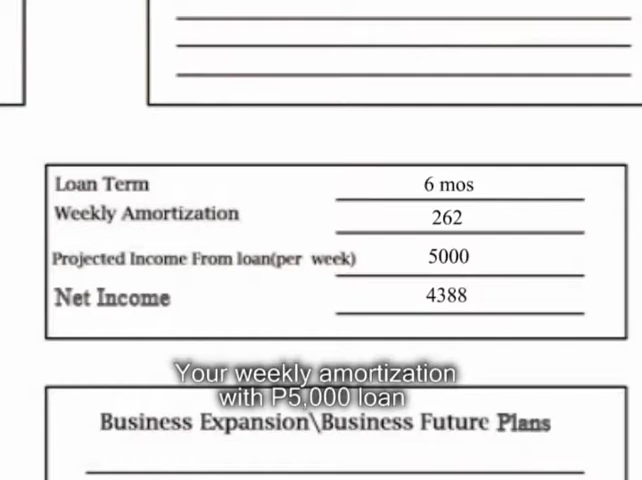 Loan Term 6 mos
Weekly Amortization 262
Projected Income From loan(per week) 5000
Net Income 4388
Your weekly amortization
with P5,000 loan
Business Expansion\Business Future Plans